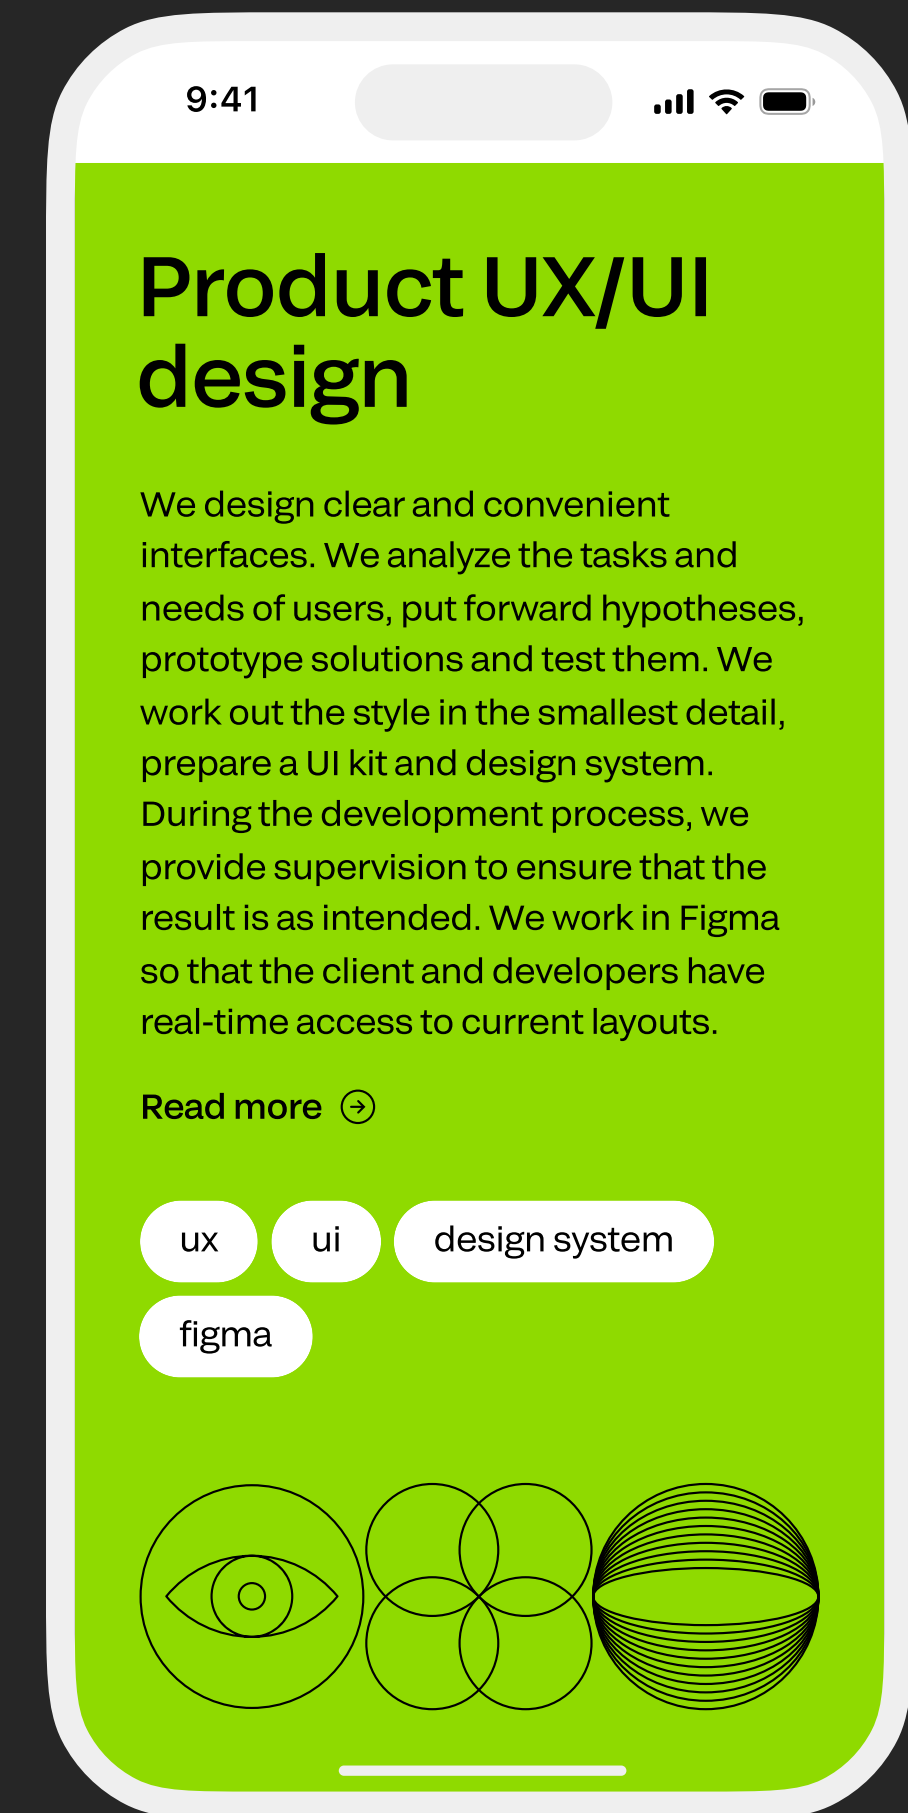 9:41
Product UX/UI
design
We design clear and convenient
interfaces. We analyze the tasks and
needs of users, put forward hypotheses,
prototype solutions and test them. We
work out the style in the smallest detail,
prepare a UI kit and design system.
During the development process, we
provide supervision to ensure that the
result is as intended. We work in Figma
so that the client and developers have
real-time access to current layouts.
Read more
ux ui design system
figma